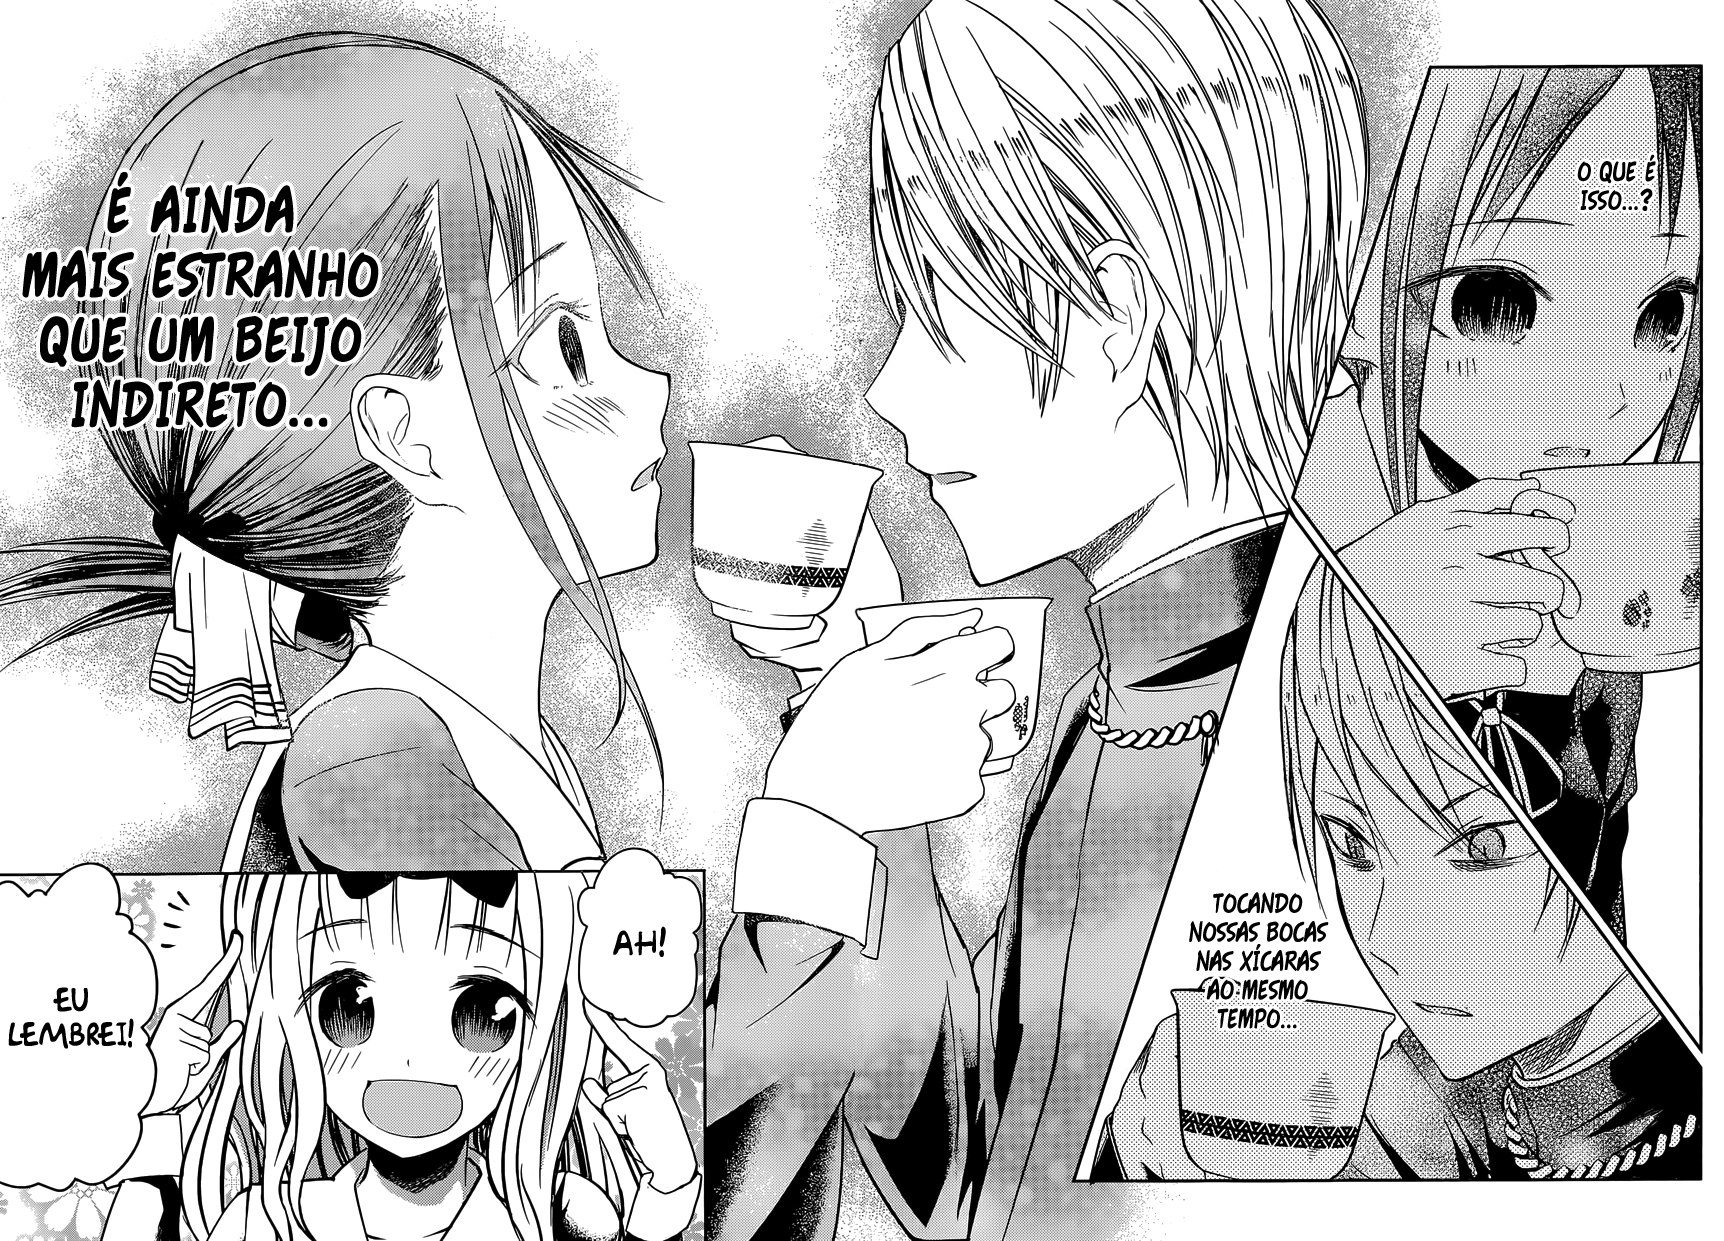 O QUE É
ISSO...?
TOCANDO
NOSSAS BOCAS
NAS XÍCARAS
AO MESMO
TEMPO...
É AINDA
MAIS ESTRANHO
QUE UM BEIJO
INDIRETO...
AH!
EU
LEMBREI!